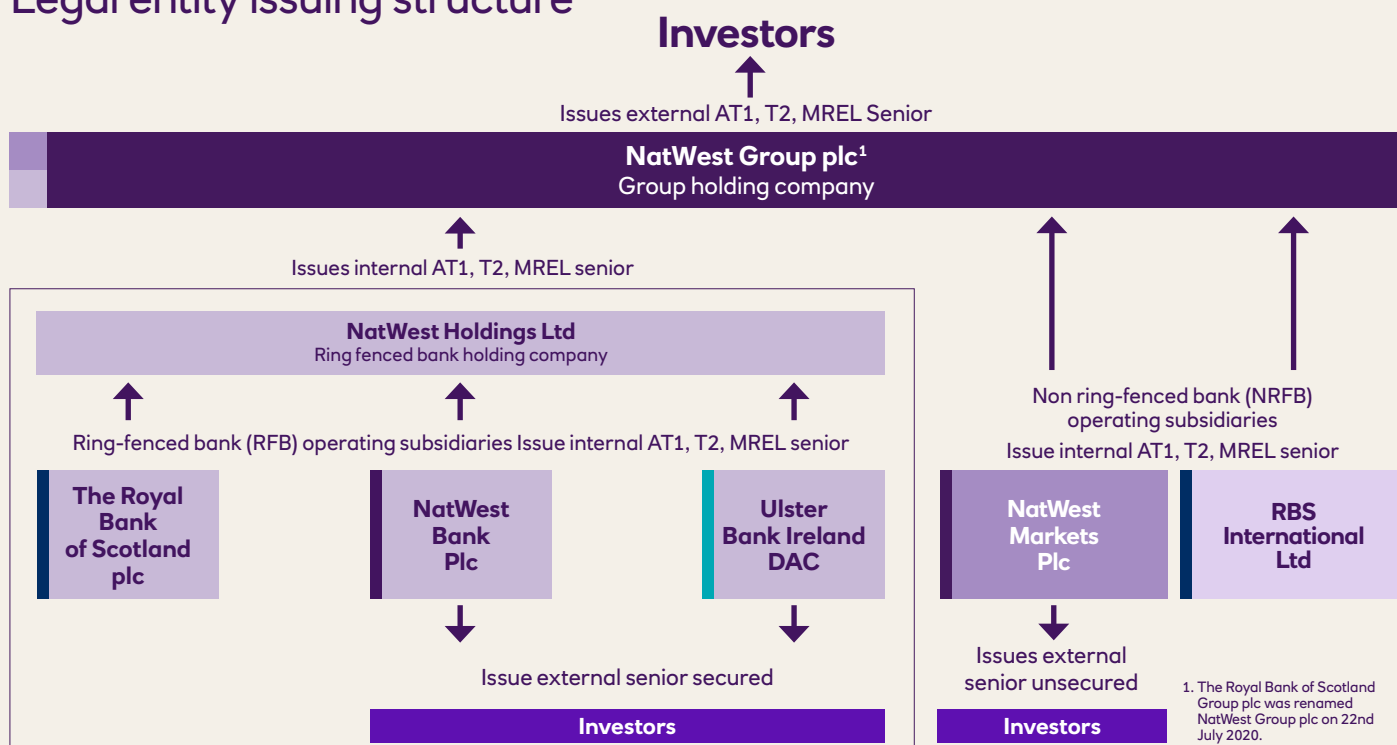 Legal entity issuing structure
Investors
Issues external AT1, T2, MREL Senior
NatWest Group plc¹
Group holding company
Issues internal AT1, T2, MREL senior
NatWest Holdings Ltd
Ring fenced bank holding company
Ring-fenced bank (RFB) operating subsidiaries Issue internal AT1, T2, MREL senior
Non ring-fenced bank (NRFB)
operating subsidiaries
Issue internal AT1, T2, MREL senior
The Royal
Bank
of Scotland
plc
NatWest
Bank
Plc
Ulster
Bank Ireland
DAC
NatWest
Markets
Plc
RBS
International
Ltd
Issue external senior secured
Investors
Issues external
senior unsecured
Investors
1. The Royal Bank of Scotland
Group plc was renamed
NatWest Group plc on 22nd
July 2020.